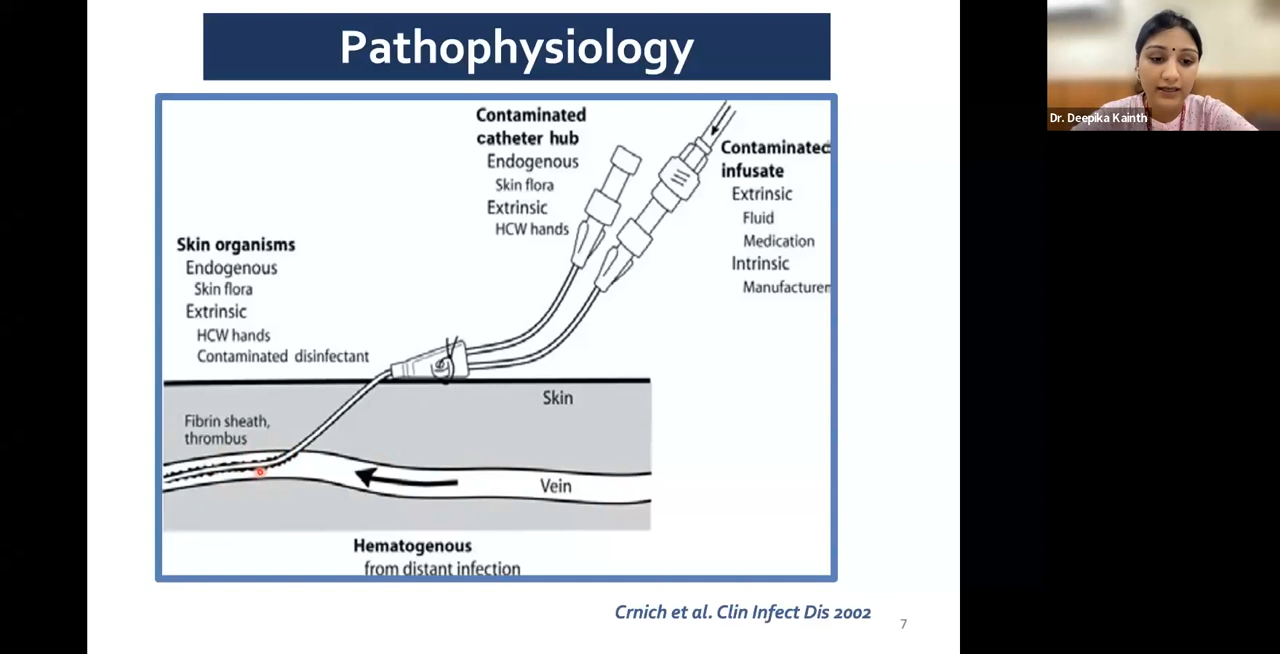 Pathophysiology
Contaminated
catheter hub
Endogenous
Skin flora
Extrinsic
HCW hands
Contaminated
infusate
Extrinsic
Fluid
Medication
Intrinsic
Manufacturer
Skin organisms
Endogenous
Skin flora
Extrinsic
HCW hands
Contaminated disinfectant
Skin
Fibrin sheath,
thrombus
Vein
Hematogenous
from distant infection
Crnich et al. Clin Infect Dis 2002
7
Dr. Deepika Kainth